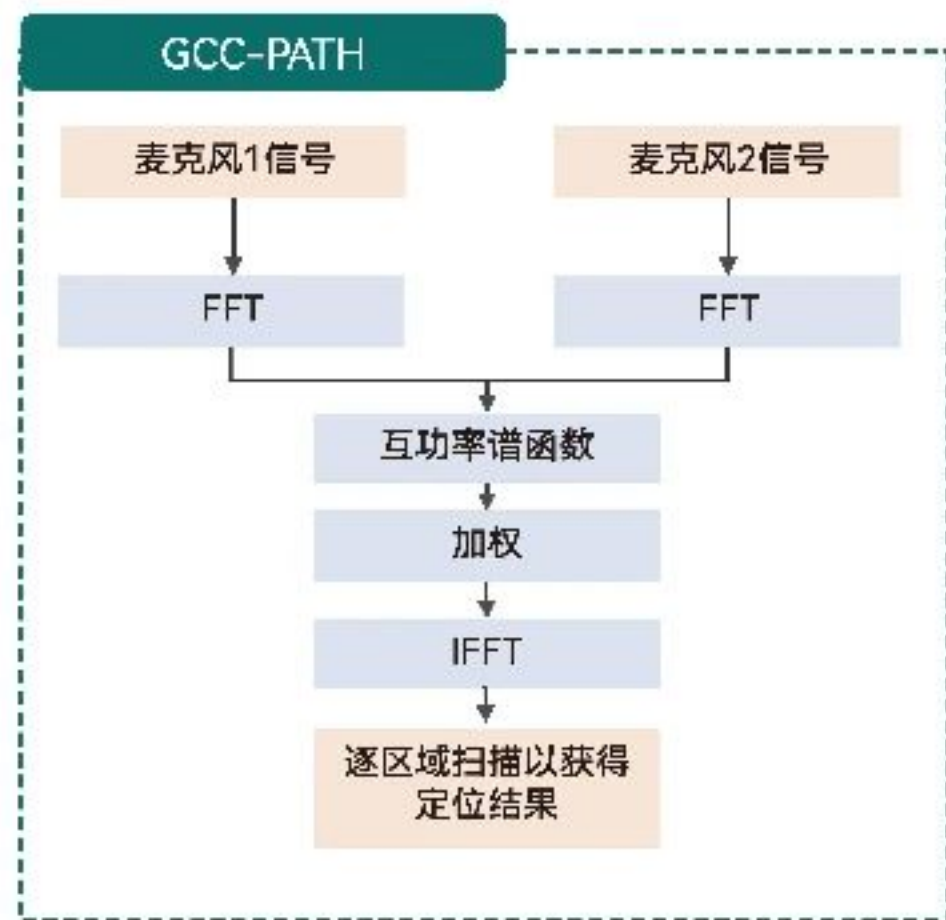 GCC-PATH
麦克风1信号
麦克风2信号
FFT
FFT
互功率谱函数
加权
IFFT
逐区域扫描以获得
定位结果